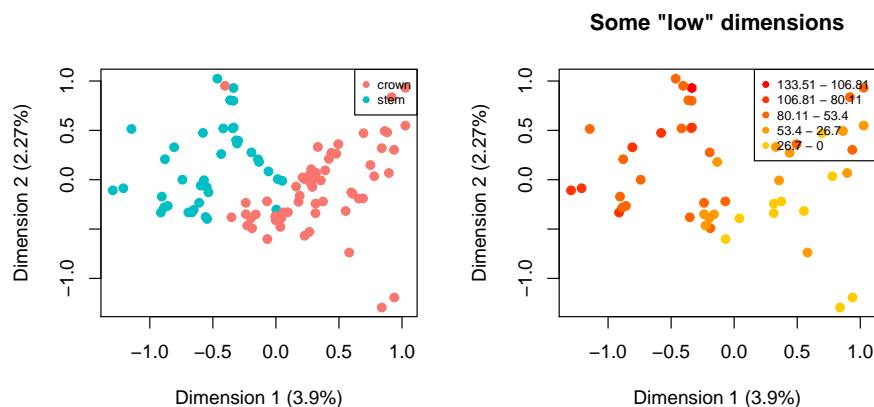 Some "low" dimensions
Dimension 2 (2.27%)
1.0
0.5
0.0
−1.0
−1.0
−0.5
0.0
0.5
1.0
Dimension 1 (3.9%)
crown
stem
Dimension 2 (2.27%)
1.0
0.5
0.0
−1.0
−1.0
−0.5
0.0
0.5
1.0
Dimension 1 (3.9%)
133.51 − 106.81
106.81 − 80.11
80.11 − 53.4
53.4 − 26.7
26.7 − 0